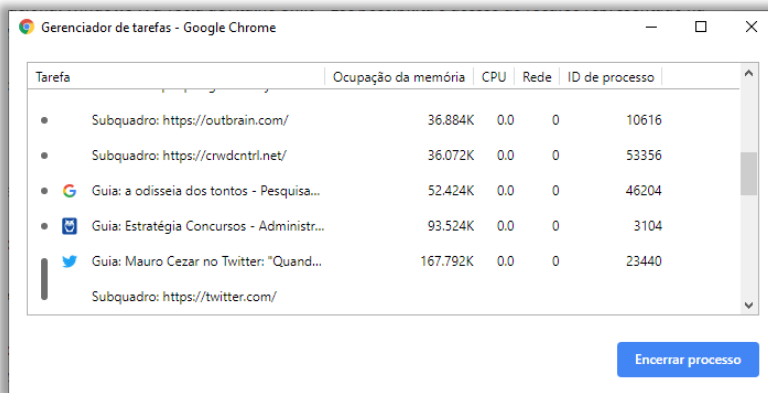 Gerenciador de tarefas - Google Chrome
Tarefa Ocupação da memória CPU Rede ID de processo
Subquadro: https://outbrain.com/ 36.884K 0.0 0 10616
Subquadro: https://crwdcntrl.net/ 36.072K 0.0 0 53356
Guia: a odisseia dos tontos - Pesquisa... 52.424K 0.0 0 46204
Guia: Estratégia Concursos - Administr... 93.524K 0.0 0 3104
Guia: Mauro Cezar no Twitter: "Quand... 167.792K 0.0 0 23440
Subquadro: https://twitter.com/
Encerrar processo